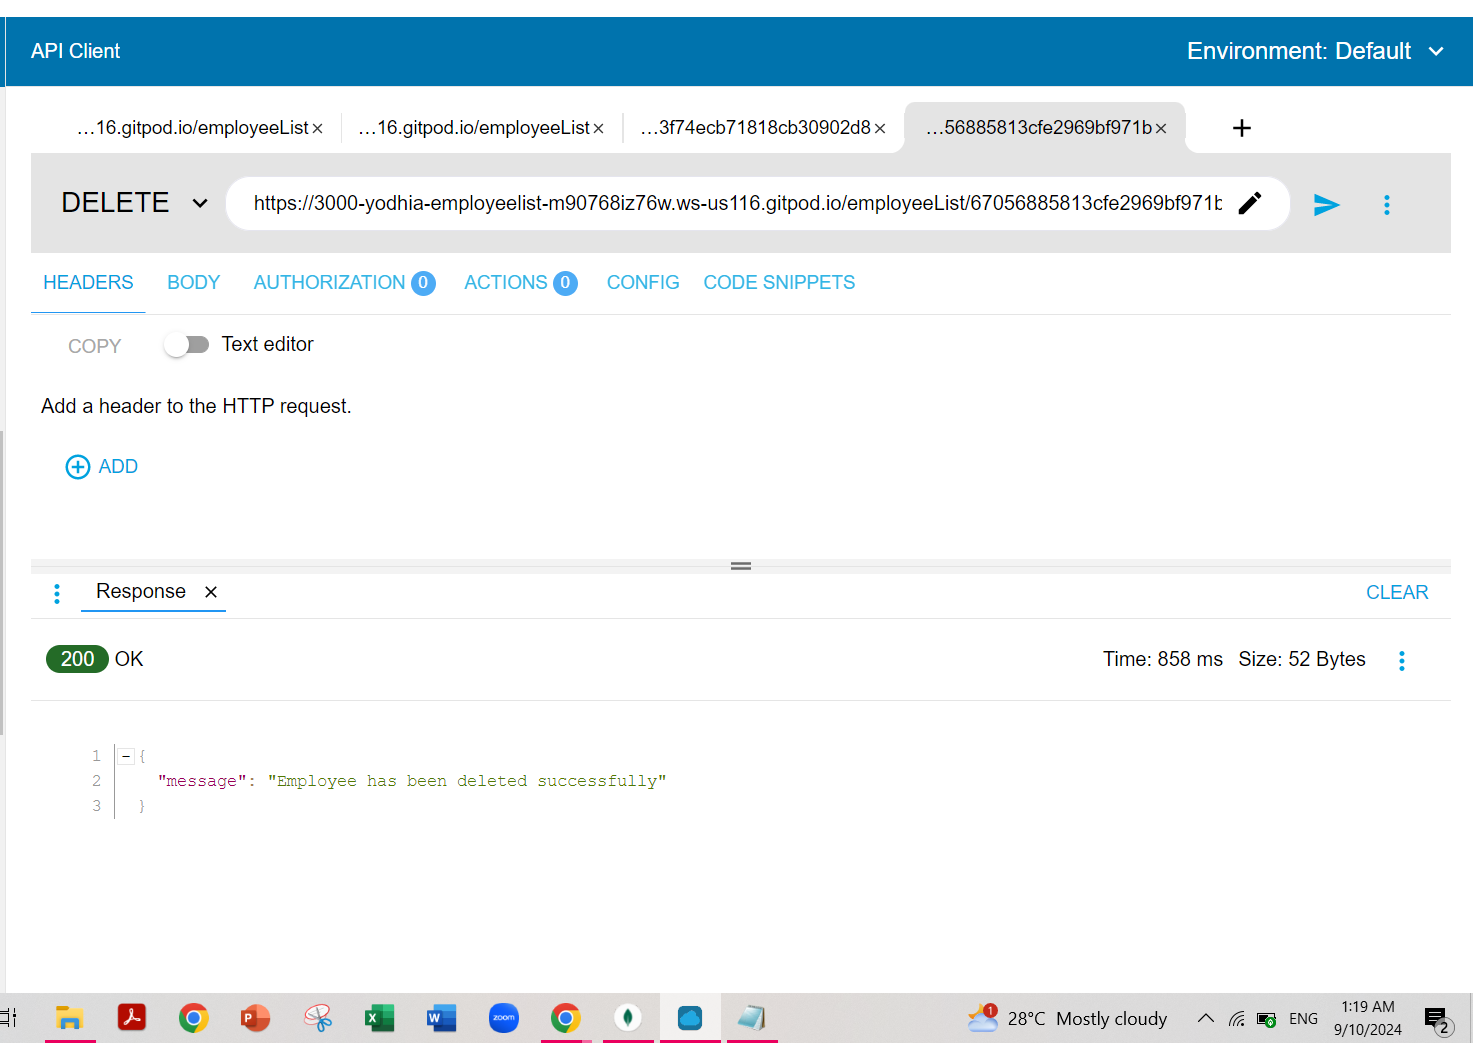 API Client
Environment: Default
...16.gitpod.io/employeeList ×
...16.gitpod.io/employeeList ×
...3f74ecb71818cb30902d8 ×
...56885813cfe2969bf971b ×
+
DELETE
https://3000-yodhia-employeelist-m90768iz76w.ws-us116.gitpod.io/employeeList/67056885813cfe2969bf971b
HEADERS
BODY
AUTHORIZATION 0
ACTIONS 0
CONFIG
CODE SNIPPETS
COPY
Text editor
Add a header to the HTTP request.
ADD
Response ×
CLEAR
200 OK
Time: 858 ms Size: 52 Bytes
1 {
2 "message": "Employee has been deleted successfully"
3 }
P
X
W
zoom
1
28°C Mostly cloudy
ENG
1:19 AM
9/10/2024
2